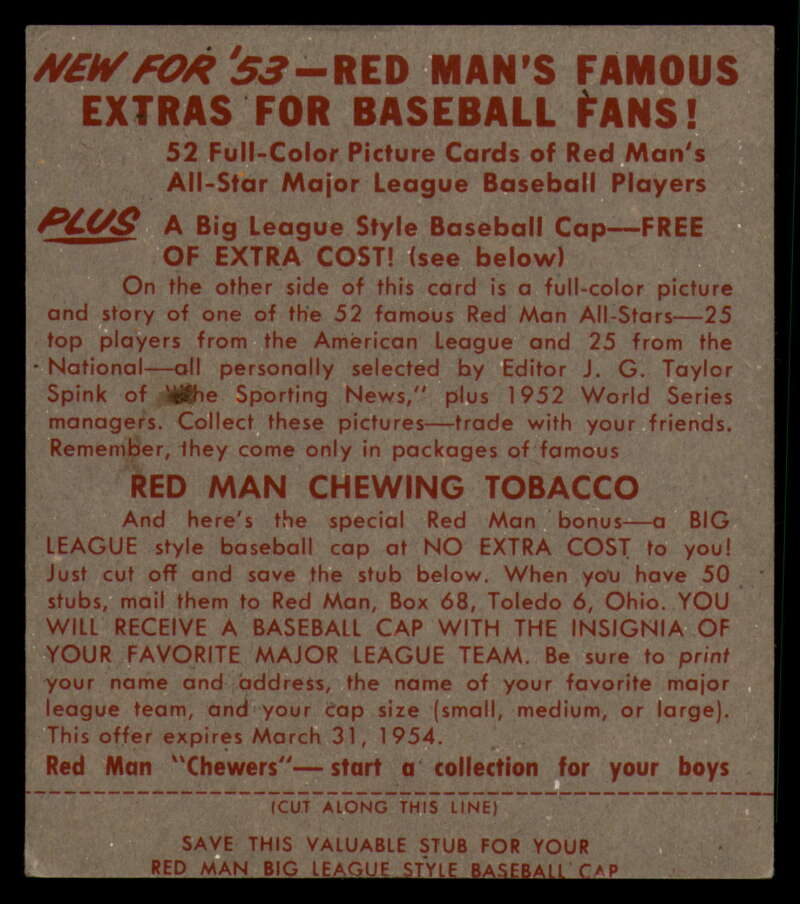 NEW FOR '53—RED MAN'S FAMOUS
EXTRAS FOR BASEBALL FANS!
52 Full-Color Picture Cards of Red Man's
All-Star Major League Baseball Players
PLUS A Big League Style Baseball Cap—FREE
OF EXTRA COST! (see below)
On the other side of this card is a full-color picture
and story of one of the 52 famous Red Man All-Stars—25
top players from the American League and 25 from the
National—all personally selected by Editor J. G. Taylor
Spink of "The Sporting News," plus 1952 World Series
managers. Collect these pictures—trade with your friends.
Remember, they come only in packages of famous
RED MAN CHEWING TOBACCO
And here's the special Red Man bonus—a BIG
LEAGUE style baseball cap at NO EXTRA COST to you!
Just cut off and save the stub below. When you have 50
stubs, mail them to Red Man, Box 68, Toledo 6, Ohio. YOU
WILL RECEIVE A BASEBALL CAP WITH THE INSIGNIA OF
YOUR FAVORITE MAJOR LEAGUE TEAM. Be sure to print
your name and address, the name of your favorite major
league team, and your cap size (small, medium, or large).
This offer expires March 31, 1954.
Red Man "Chewers"—start a collection for your boys
(CUT ALONG THIS LINE)
SAVE THIS VALUABLE STUB FOR YOUR
RED MAN BIG LEAGUE STYLE BASEBALL CAP